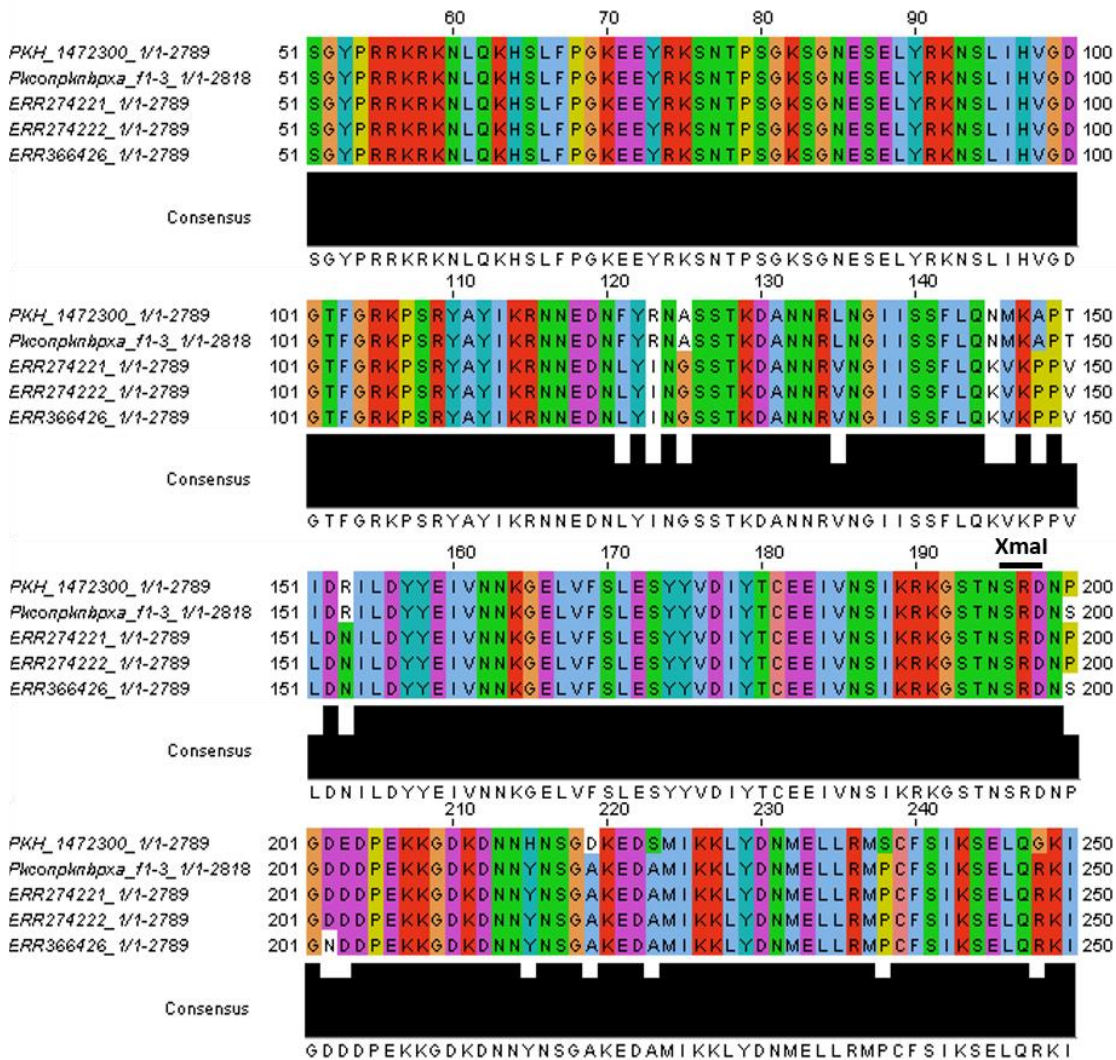 60 70 80 90
PKH_1472300_1/1-2789 51 SGYPRRKRKNLQKHSLFPGKEEYRKSNTPSGKSGNESELYRKNSLIHVGD 100
Pkconpknbpxa_f1-3_1/1-2818 51 SGYPRRKRKNLQKHSLFPGKEEYRKSNTPSGKSGNESELYRKNSLIHVGD 100
ERR274221_1/1-2789 51 SGYPRRKRKNLQKHSLFPGKEEYRKSNTPSGKSGNESELYRKNSLIHVGD 100
ERR274222_1/1-2789 51 SGYPRRKRKNLQKHSLFPGKEEYRKSNTPSGKSGNESELYRKNSLIHVGD 100
ERR366426_1/1-2789 51 SGYPRRKRKNLQKHSLFPGKEEYRKSNTPSGKSGNESELYRKNSLIHVGD 100
Consensus
SGYPRRKRKNLQKHSLFPGKEEYRKSNTPSGKSGNESELYRKNSLIHVGD
110 120 130 140
PKH_1472300_1/1-2789 101 GTFGRKPSRYAYIKRNNEDNFYRNASSTKDANNRLNGIISSFLQNMKAPT 150
Pkconpknbpxa_f1-3_1/1-2818 101 GTFGRKPSRYAYIKRNNEDNFYRNASSTKDANNRLNGIISSFLQNMKAPT 150
ERR274221_1/1-2789 101 GTFGRKPSRYAYIKRNNEDNLYINGSSTKDANNRVNGIISSFLQKVKPPV 150
ERR274222_1/1-2789 101 GTFGRKPSRYAYIKRNNEDNLYINGSSTKDANNRVNGIISSFLQKVKPPV 150
ERR366426_1/1-2789 101 GTFGRKPSRYAYIKRNNEDNLYINGSSTKDANNRVNGIISSFLQKVKPPV 150
Consensus
GTFGRKPSRYAYIKRNNEDNLYINGSSTKDANNRVNGIISSFLQKVKPPV
XmaI
160 170 180 190
PKH_1472300_1/1-2789 151 IDRILDYYEIVNNKGELVFSLESYYVDIYTCEEIVNSIKRKGSTNSRDNP 200
Pkconpknbpxa_f1-3_1/1-2818 151 IDRILDYYEIVNNKGELVFSLESYYVDIYTCEEIVNSIKRKGSTNSRDNS 200
ERR274221_1/1-2789 151 LDNILDYYEIVNNKGELVFSLESYYVDIYTCEEIVNSIKRKGSTNSRDNP 200
ERR274222_1/1-2789 151 LDNILDYYEIVNNKGELVFSLESYYVDIYTCEEIVNSIKRKGSTNSRDNP 200
ERR366426_1/1-2789 151 LDNILDYYEIVNNKGELVFSLESYYVDIYTCEEIVNSIKRKGSTNSRDNS 200
Consensus
LDNILDYYEIVNNKGELVFSLESYYVDIYTCEEIVNSIKRKGSTNSRDNP
210 220 230 240
PKH_1472300_1/1-2789 201 GDEDPEKKGDKDNNHNSGDKEDSMIKKLYDNMELLRMSCFSIKSELQGKI 250
Pkconpknbpxa_f1-3_1/1-2818 201 GDDDPEKKGDKDNNYNSGAKEDAMIKKLYDNMELLRMPCFSIKSELQRKI 250
ERR274221_1/1-2789 201 GDDDPEKKGDKDNNYNSGAKEDAMIKKLYDNMELLRMPCFSIKSELQRKI 250
ERR274222_1/1-2789 201 GDDDPEKKGDKDNNYNSGAKEDAMIKKLYDNMELLRMPCFSIKSELQRKI 250
ERR366426_1/1-2789 201 GNDDPEKKGDKDNNYNSGAKEDAMIKKLYDNMELLRMPCFSIKSELQRKI 250
Consensus
GDDDPEKKGDKDNNYNSGAKEDAMIKKLYDNMELLRMPCFSIKSELQRKI